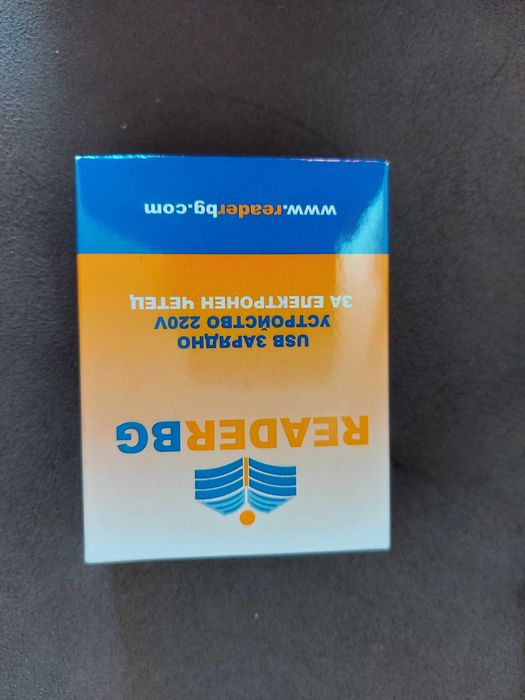 READERBG
USB ЗАРЯДНО
УСТРОЙСТВО 220V
ЗА ЕЛЕКТРОНЕН ЧЕТЕЦ
www.readerbg.com